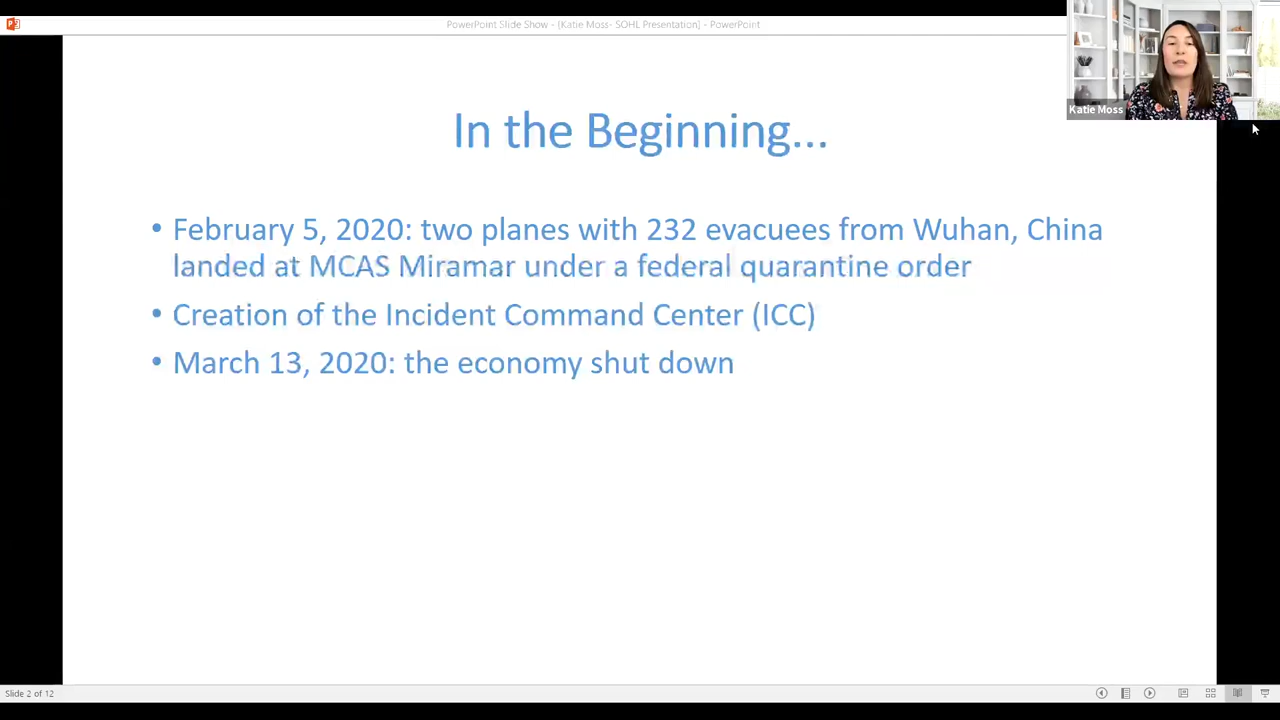 PowerPoint Slide Show - [Katie Moss- SOHL Presentation] - PowerPoint
Katie Moss
In the Beginning...
• February 5, 2020: two planes with 232 evacuees from Wuhan, China
landed at MCAS Miramar under a federal quarantine order
• Creation of the Incident Command Center (ICC)
• March 13, 2020: the economy shut down
Slide 2 of 12